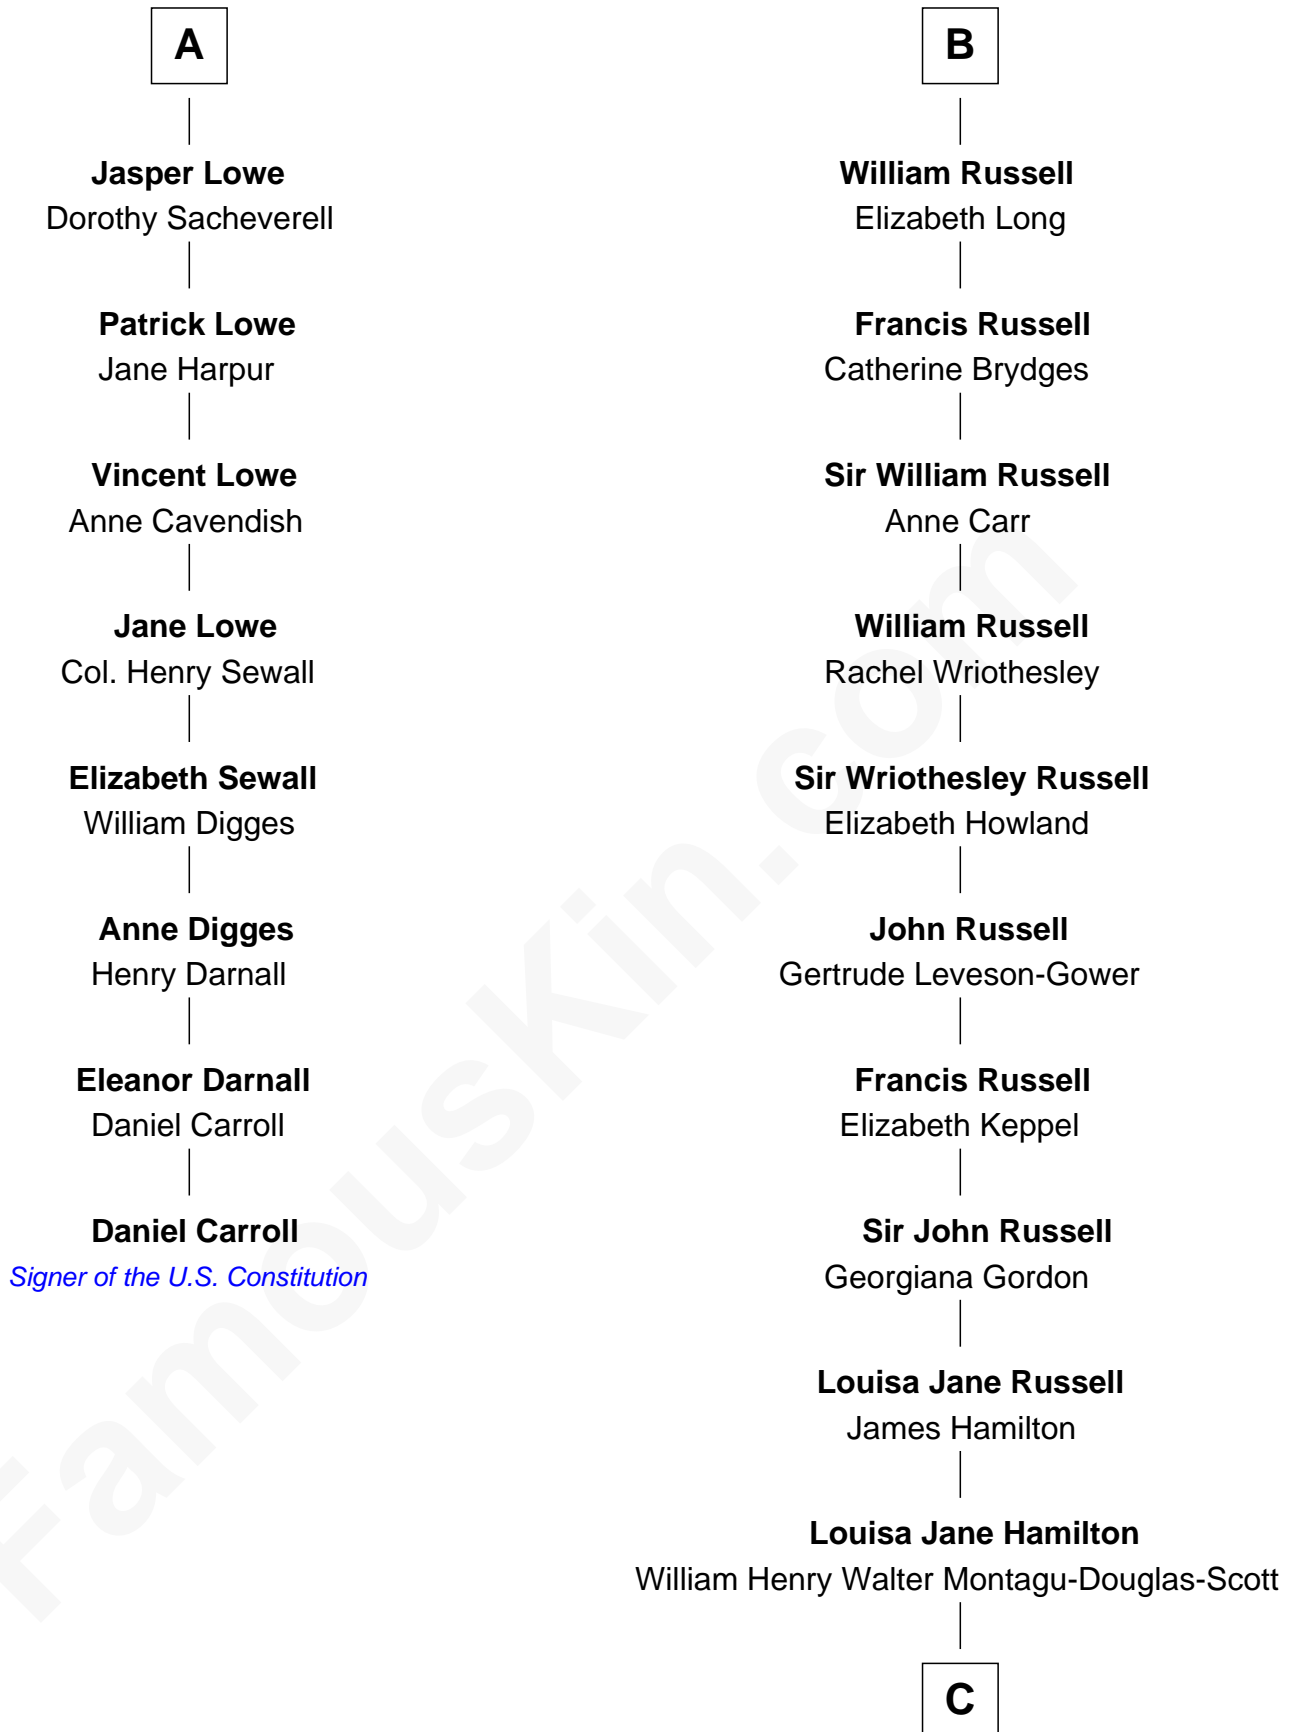 A
Jasper Lowe
Dorothy Sacheverell
Patrick Lowe
Jane Harpur
Vincent Lowe
Anne Cavendish
Jane Lowe
Col. Henry Sewall
Elizabeth Sewall
William Digges
Anne Digges
Henry Darnall
Eleanor Darnall
Daniel Carroll
Daniel Carroll
Signer of the U.S. Constitution
B
William Russell
Elizabeth Long
Francis Russell
Catherine Brydges
Sir William Russell
Anne Carr
William Russell
Rachel Wriothesley
Sir Wriothesley Russell
Elizabeth Howland
John Russell
Gertrude Leveson-Gower
Francis Russell
Elizabeth Keppel
Sir John Russell
Georgiana Gordon
Louisa Jane Russell
James Hamilton
Louisa Jane Hamilton
William Henry Walter Montagu-Douglas-Scott
C
FamousKin.com